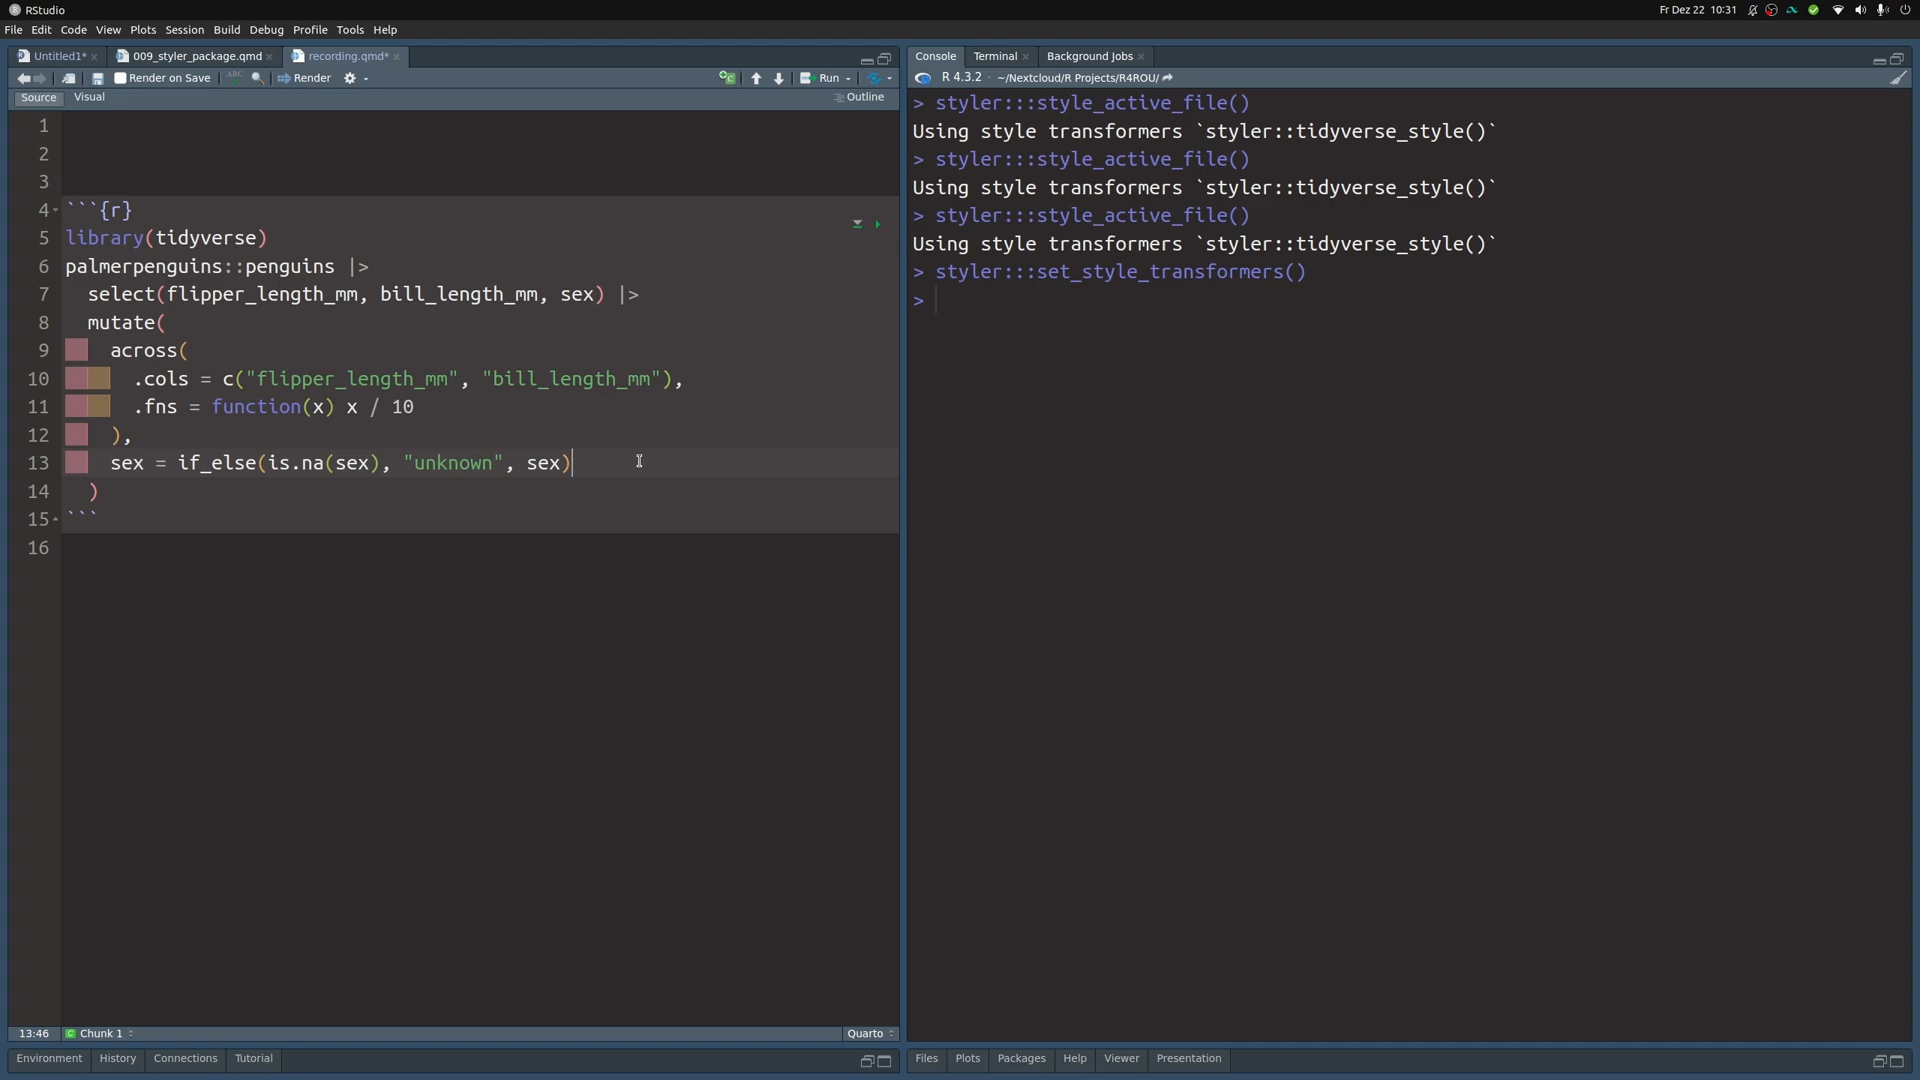 RStudio
Fr Dez 22 10:31
File Edit Code View Plots Session Build Debug Profile Tools Help
Untitled1* 009_styler_package.qmd recording.qmd*
Render on Save ABC Render Run
Source Visual Outline
1
2
3
4 ```{r}
5 library(tidyverse)
6 palmerpenguins::penguins |>
7 select(flipper_length_mm, bill_length_mm, sex) |>
8 mutate(
9 across(
10 .cols = c("flipper_length_mm", "bill_length_mm"),
11 .fns = function(x) x / 10
12 ),
13 sex = if_else(is.na(sex), "unknown", sex)
14 )
15 ```
16
13:46 Chunk 1 Quarto
Environment History Connections Tutorial
Console Terminal Background Jobs
R 4.3.2 · ~/Nextcloud/R Projects/R4ROU/
> styler:::style_active_file()
Using style transformers `styler::tidyverse_style()`
> styler:::style_active_file()
Using style transformers `styler::tidyverse_style()`
> styler:::style_active_file()
Using style transformers `styler::tidyverse_style()`
> styler:::set_style_transformers()
>
Files Plots Packages Help Viewer Presentation